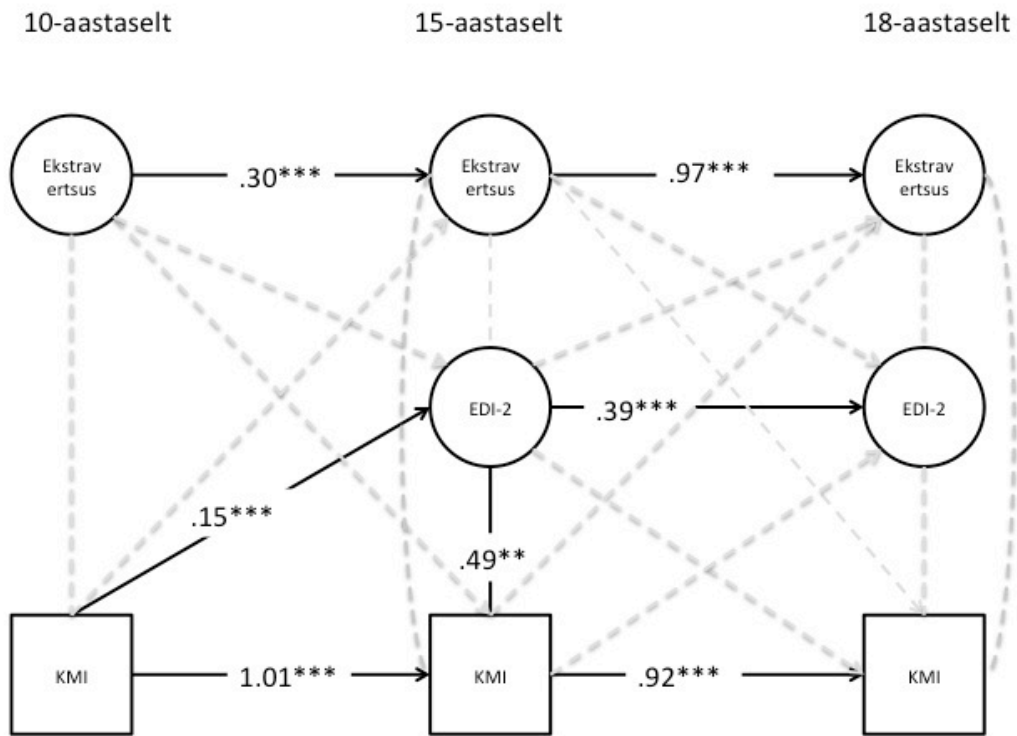 10-aastaselt 15-aastaselt 18-aastaselt
Ekstrav
ertsus
.30***
Ekstrav
ertsus
.97***
Ekstrav
ertsus
EDI-2
.39***
EDI-2
.15***
.49**
KMI
1.01***
KMI
.92***
KMI